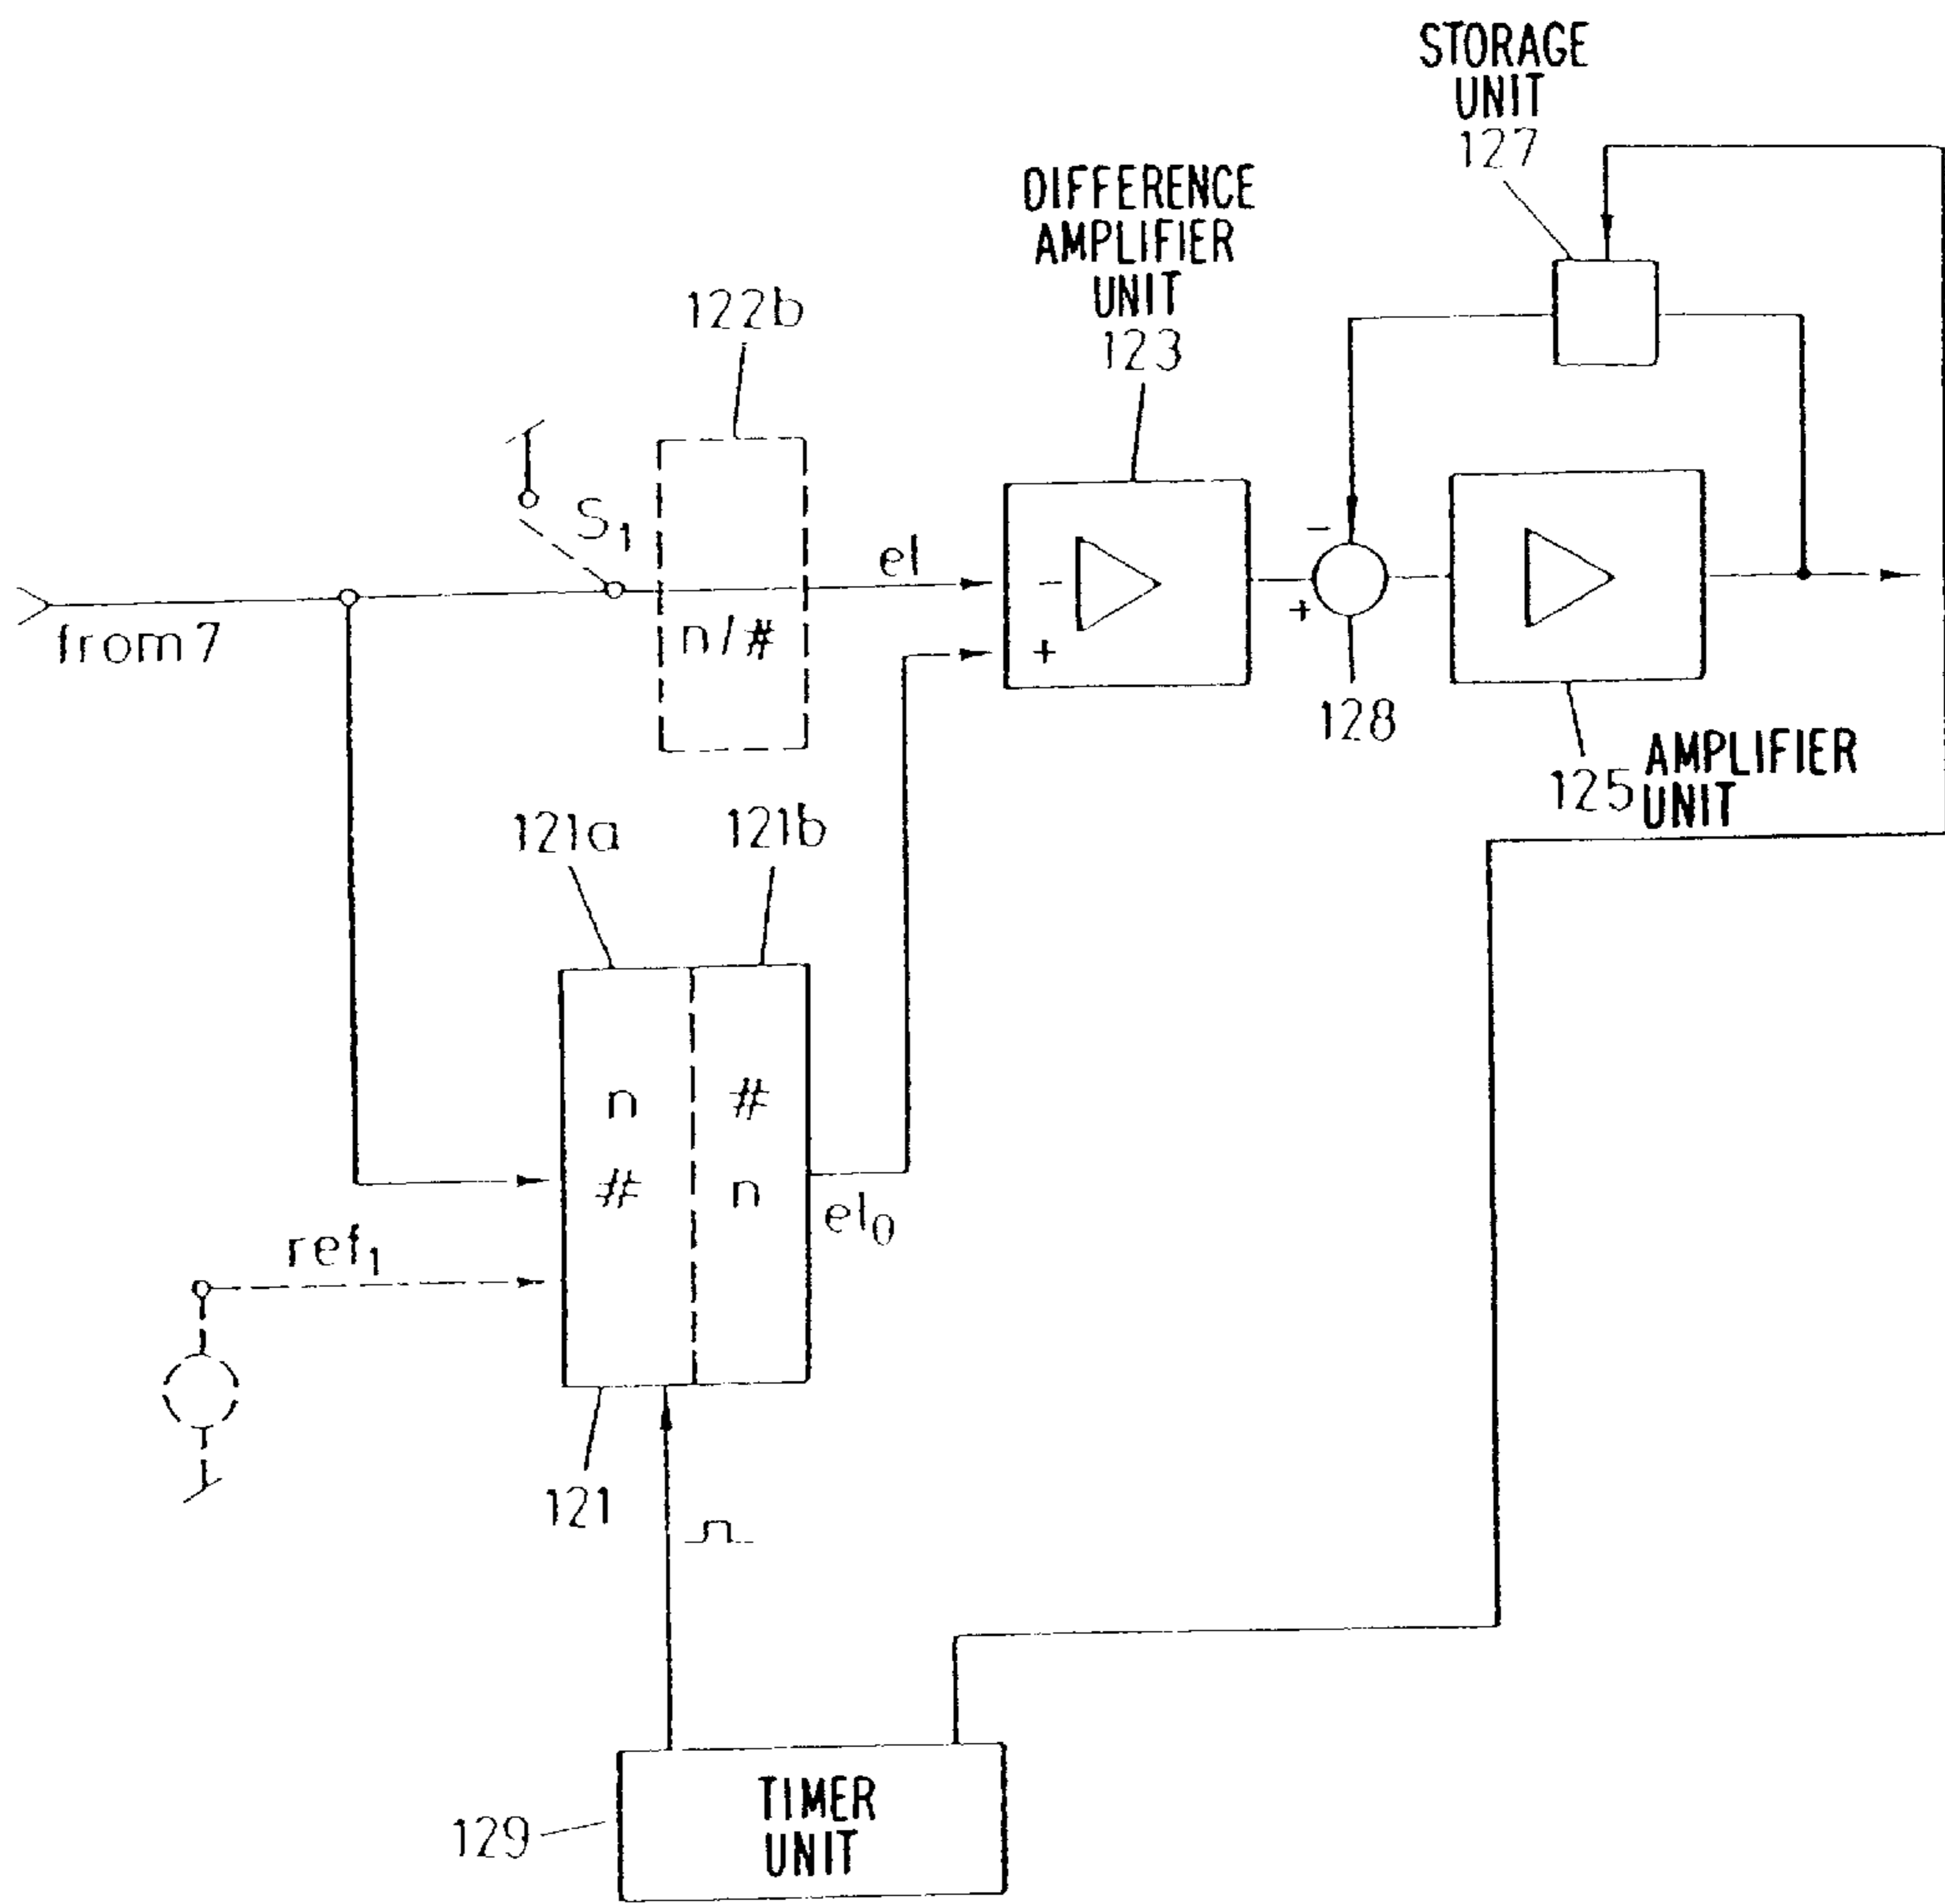 STORAGE
UNIT
127
DIFFERENCE
AMPLIFIER
UNIT
123
122b
S1
el
- 
+
-
+
n/#
from 7
128
125
AMPLIFIER
UNIT
121a
121b
n
#
#
n
el0
ref1
121
129
TIMER
UNIT